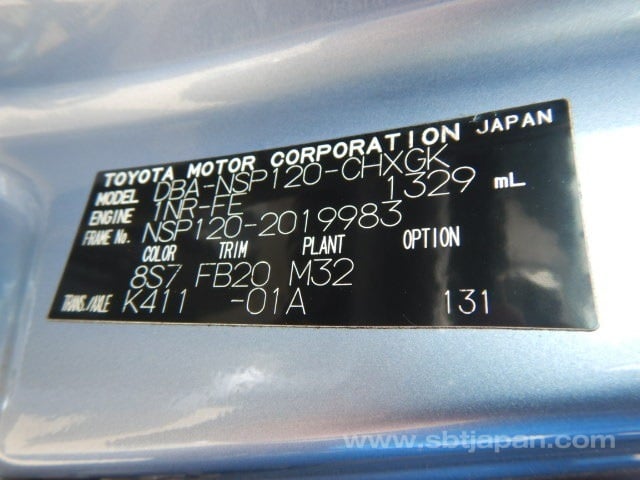 TOYOTA MOTOR CORPORATION JAPAN
MODEL DBA-NSP120-CHXGK
ENGINE 1NR-FE 1329 mL
FRAME No. NSP120-2019983
COLOR TRIM PLANT OPTION
8S7 FB20 M32
TRANS./AXLE K411 -01A 131
www.sbtjapan.com